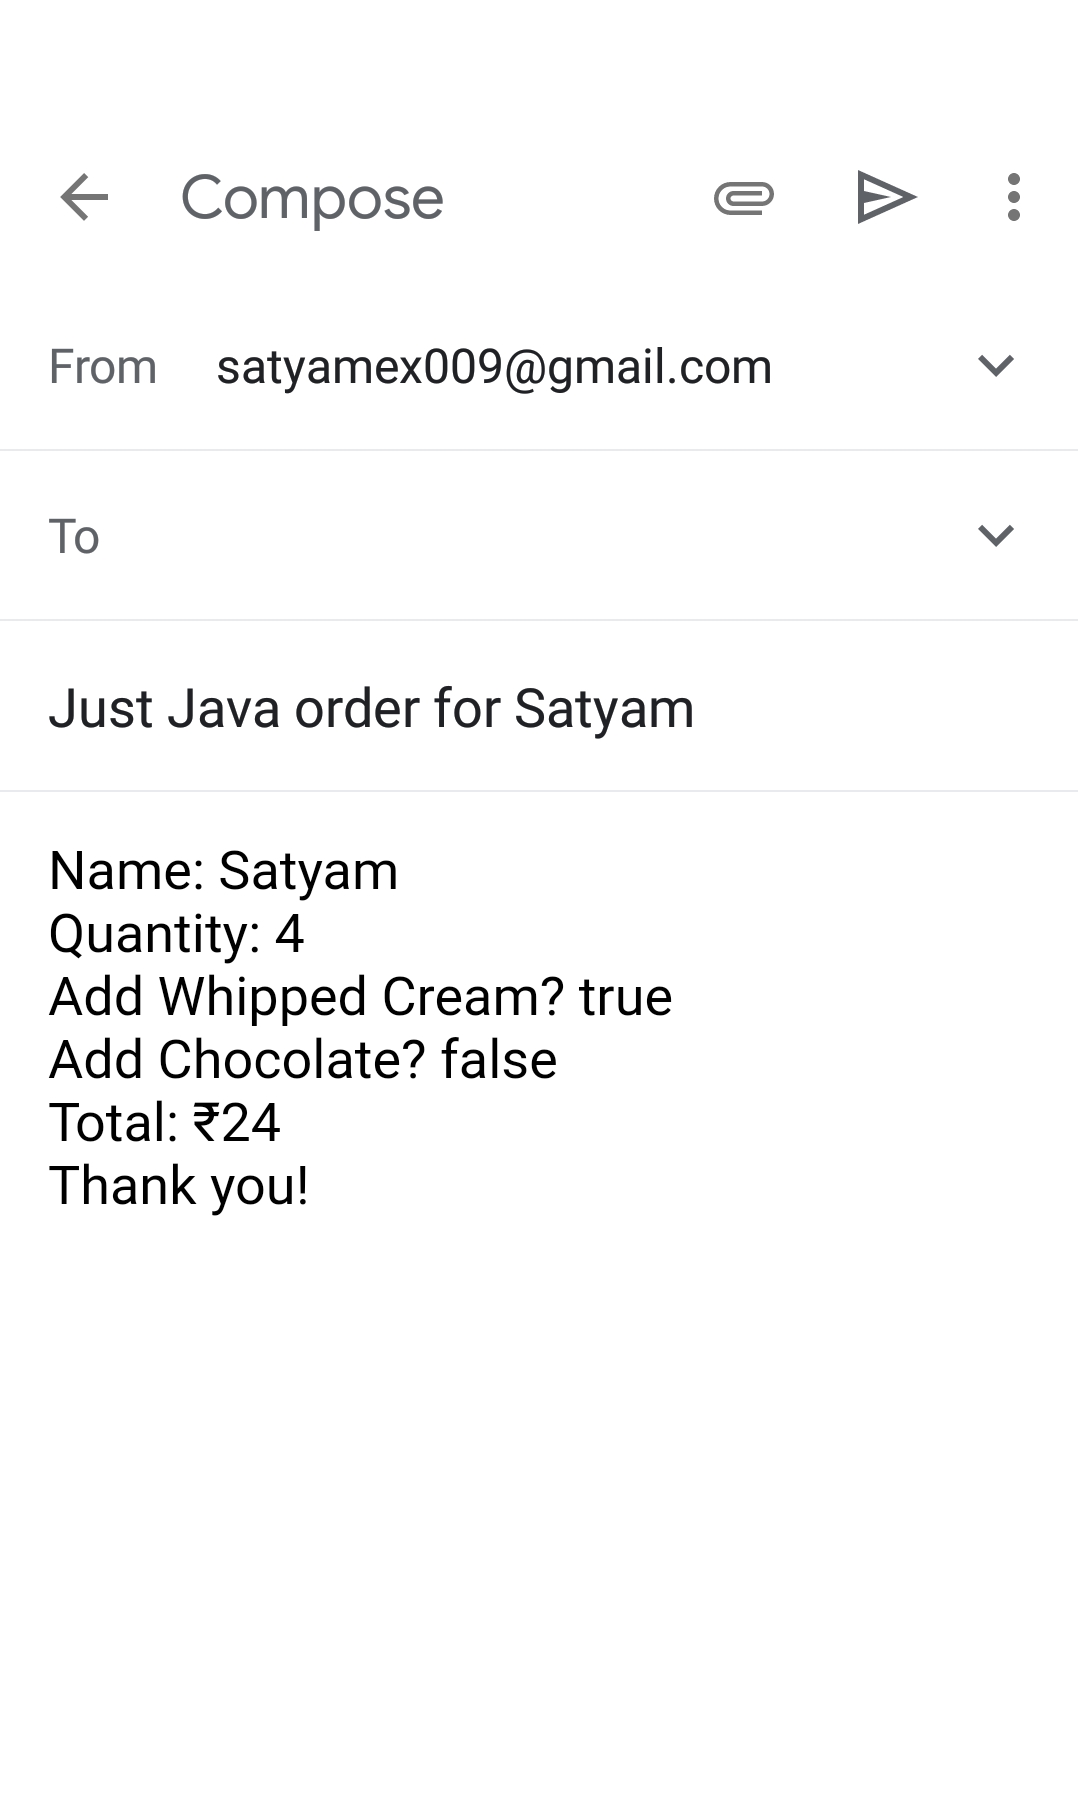 Compose
From satyamex009@gmail.com
To
Just Java order for Satyam
Name: Satyam
Quantity: 4
Add Whipped Cream? true
Add Chocolate? false
Total: ₹24
Thank you!